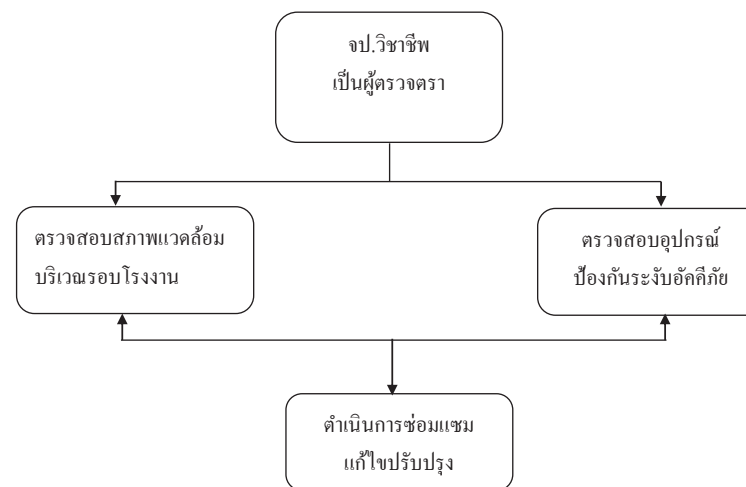 จป.วิชาชีพ
เป็นผู้ตรวจตรา
ตรวจสอบสภาพแวดล้อม
บริเวณรอบโรงงาน
ตรวจสอบอุปกรณ์
ป้องกันระงับอัคคีภัย
ดำเนินการซ่อมแซม
แก้ไขปรับปรุง